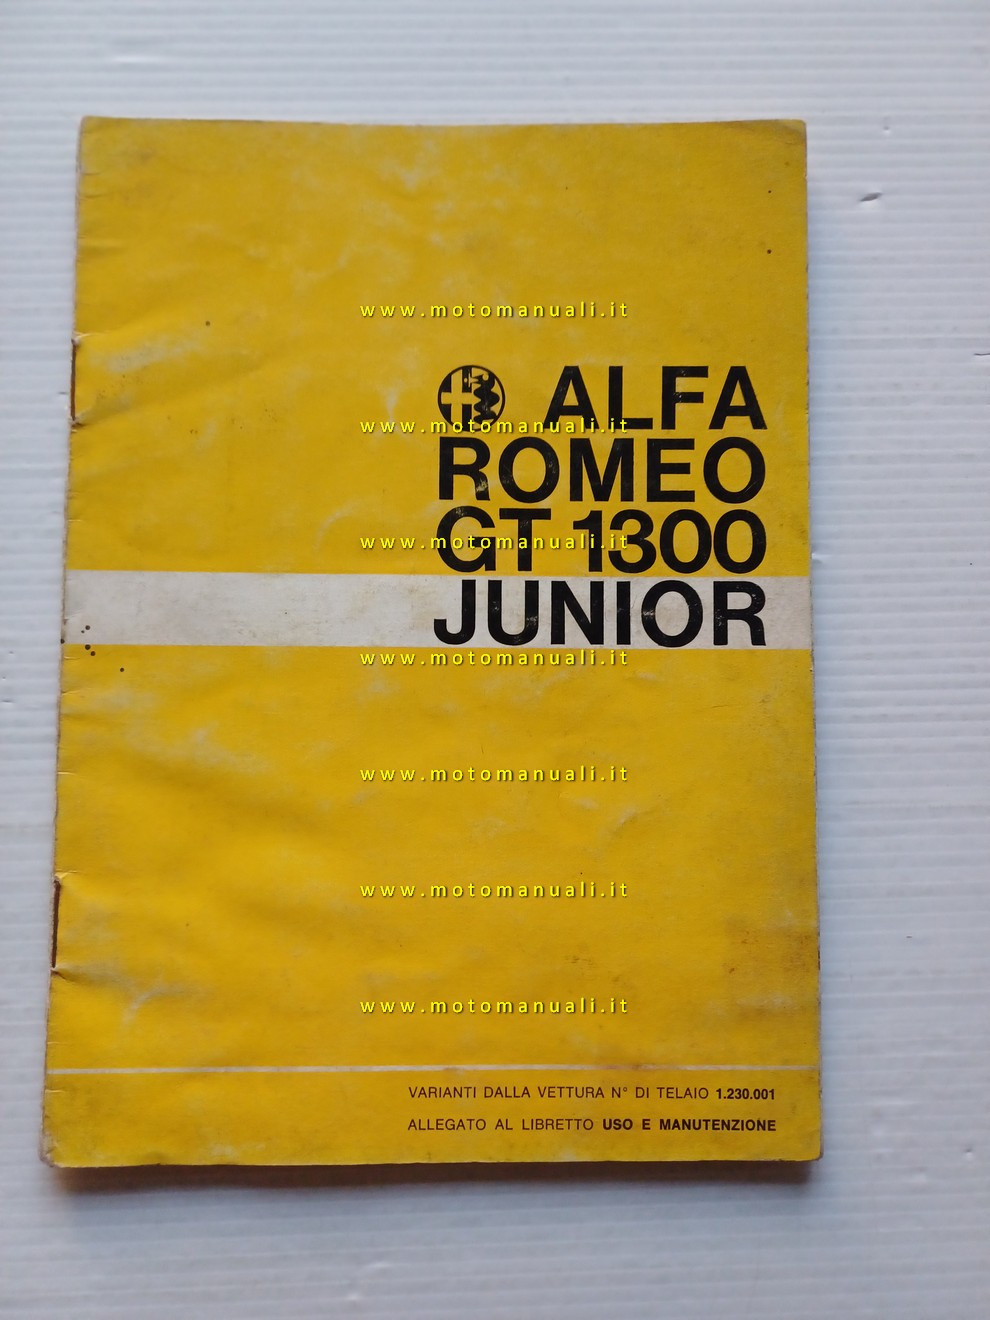 www.motomanuali.it
ALFA
www.motomanuali.it
ROMEO
GT 1300
www.motomanuali.it
JUNIOR
www.motomanuali.it
www.motomanuali.it
www.motomanuali.it
www.motomanuali.it
VARIANTI DALLA VETTURA N° DI TELAIO 1.230.001
ALLEGATO AL LIBRETTO USO E MANUTENZIONE